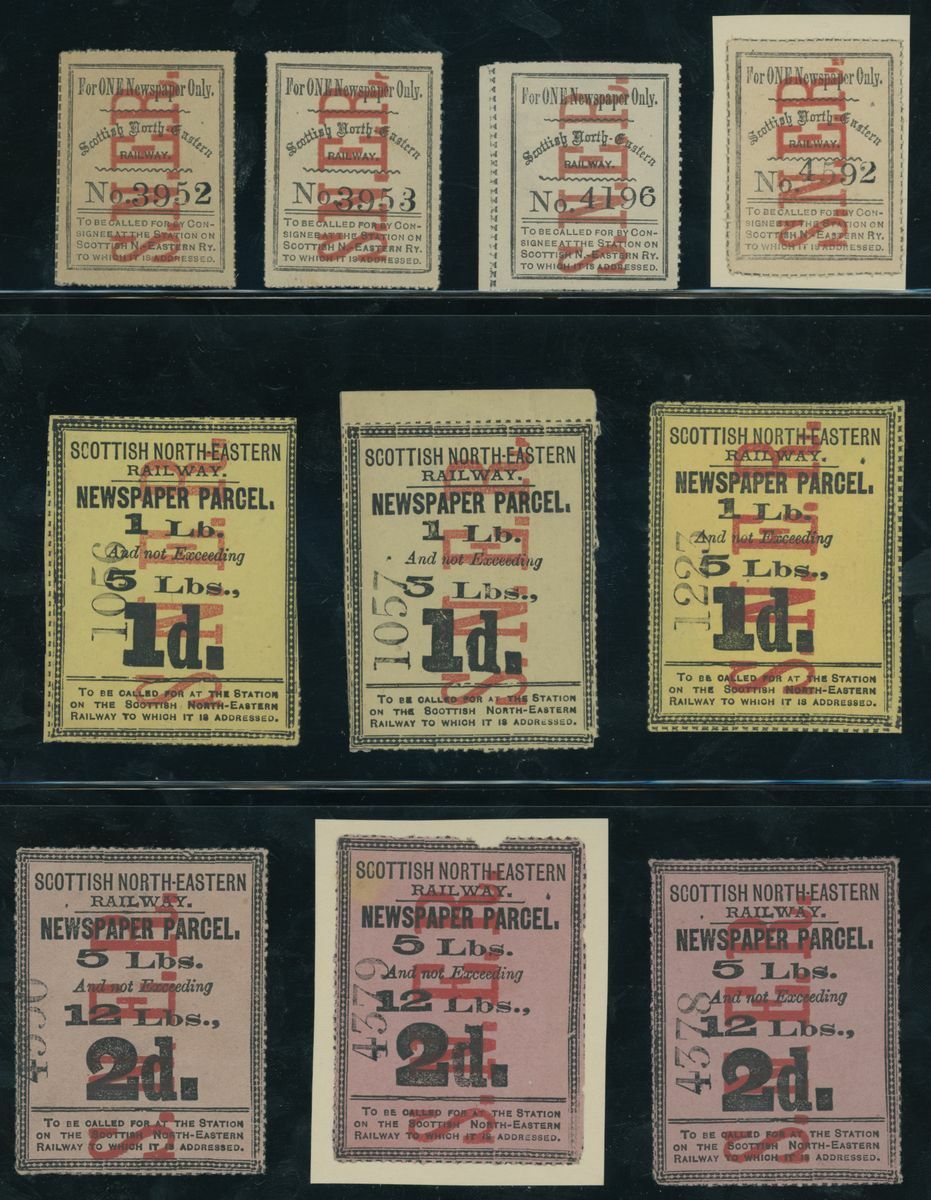 For ONE Newspaper Only.
Scottish North-Eastern
RAILWAY.
No. 3952
TO BE CALLED FOR BY CON-
SIGNEE AT THE STATION ON
SCOTTISH N.-EASTERN RY.
TO WHICH IT IS ADDRESSED.
S.N.E.R.
For ONE Newspaper Only.
Scottish North-Eastern
RAILWAY.
No. 3953
TO BE CALLED FOR BY CON-
SIGNEE AT THE STATION ON
SCOTTISH N.-EASTERN RY.
TO WHICH IT IS ADDRESSED.
S.N.E.R.
For ONE Newspaper Only.
Scottish North-Eastern
RAILWAY.
No. 4196
TO BE CALLED FOR BY CON-
SIGNEE AT THE STATION ON
SCOTTISH N.-EASTERN RY.
TO WHICH IT IS ADDRESSED.
S.N.E.R.
For ONE Newspaper Only.
Scottish North-Eastern
RAILWAY.
No. 4592
TO BE CALLED FOR BY CON-
SIGNEE AT THE STATION ON
SCOTTISH N.-EASTERN RY.
TO WHICH IT IS ADDRESSED.
S.N.E.R.
SCOTTISH NORTH-EASTERN
RAILWAY.
NEWSPAPER PARCEL.
1 Lb.
And not Exceeding
5 Lbs.,
1d.
TO BE CALLED FOR AT THE STATION
ON THE SCOTTISH NORTH-EASTERN
RAILWAY TO WHICH IT IS ADDRESSED.
1056
S.N.E.R.
SCOTTISH NORTH-EASTERN
RAILWAY.
NEWSPAPER PARCEL.
1 Lb.
And not Exceeding
5 Lbs.,
1d.
TO BE CALLED FOR AT THE STATION
ON THE SCOTTISH NORTH-EASTERN
RAILWAY TO WHICH IT IS ADDRESSED.
1057
S.N.E.R.
SCOTTISH NORTH-EASTERN
RAILWAY.
NEWSPAPER PARCEL.
1 Lb.
And not Exceeding
5 Lbs.,
1d.
TO BE CALLED FOR AT THE STATION
ON THE SCOTTISH NORTH-EASTERN
RAILWAY TO WHICH IT IS ADDRESSED.
1227
S.N.E.R.
SCOTTISH NORTH-EASTERN
RAILWAY.
NEWSPAPER PARCEL.
5 Lbs.
And not Exceeding
12 Lbs.,
2d.
TO BE CALLED FOR AT THE STATION
ON THE SCOTTISH NORTH-EASTERN
RAILWAY TO WHICH IT IS ADDRESSED.
S.N.E.R.
SCOTTISH NORTH-EASTERN
RAILWAY.
NEWSPAPER PARCEL.
5 Lbs.
And not Exceeding
12 Lbs.,
2d.
TO BE CALLED FOR AT THE STATION
ON THE SCOTTISH NORTH-EASTERN
RAILWAY TO WHICH IT IS ADDRESSED.
4379
S.N.E.R.
SCOTTISH NORTH-EASTERN
RAILWAY.
NEWSPAPER PARCEL.
5 Lbs.
And not Exceeding
12 Lbs.,
2d.
TO BE CALLED FOR AT THE STATION
ON THE SCOTTISH NORTH-EASTERN
RAILWAY TO WHICH IT IS ADDRESSED.
4378
S.N.E.R.